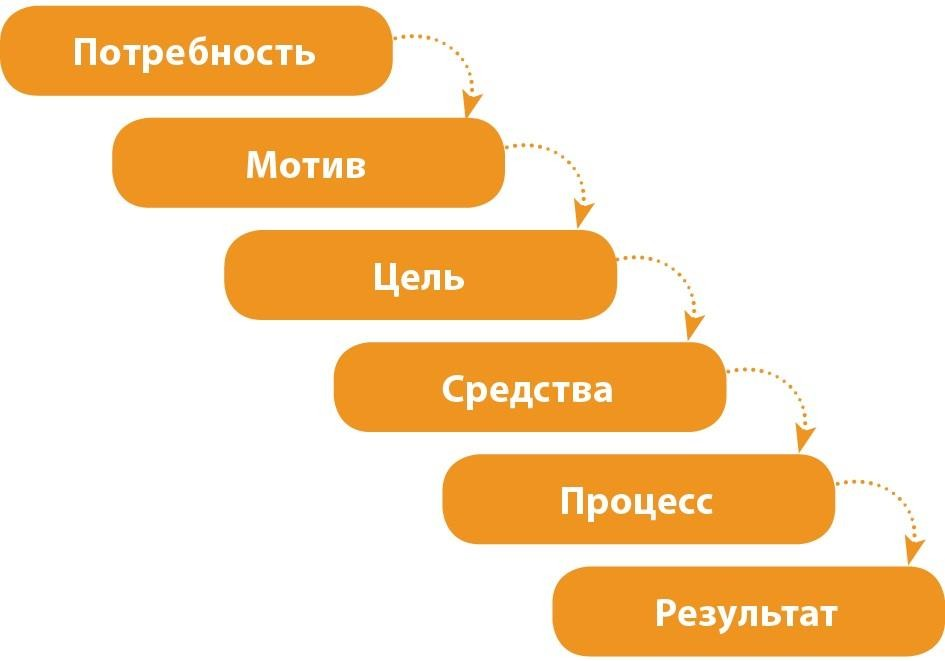 Потребность
Мотив
Цель
Средства
Процесс
Результат